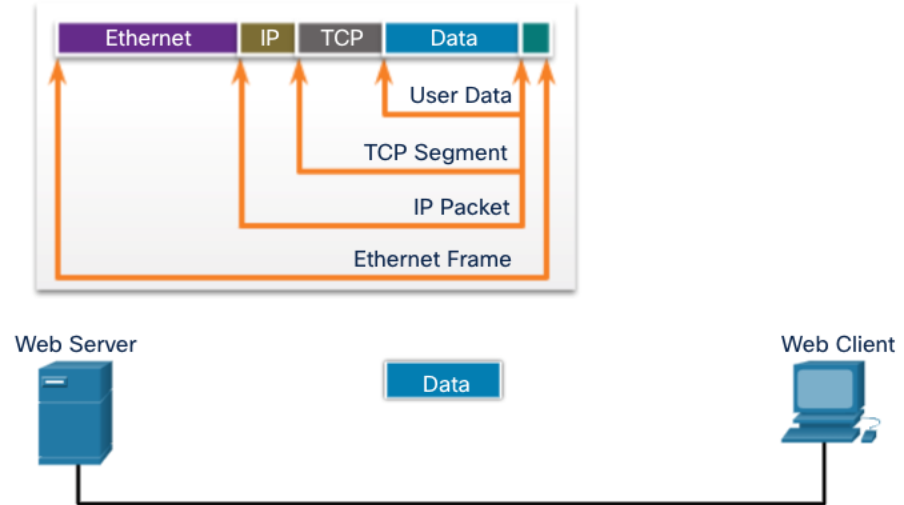 Ethernet IP TCP Data
User Data
TCP Segment
IP Packet
Ethernet Frame
Web Server
Web Client
Data